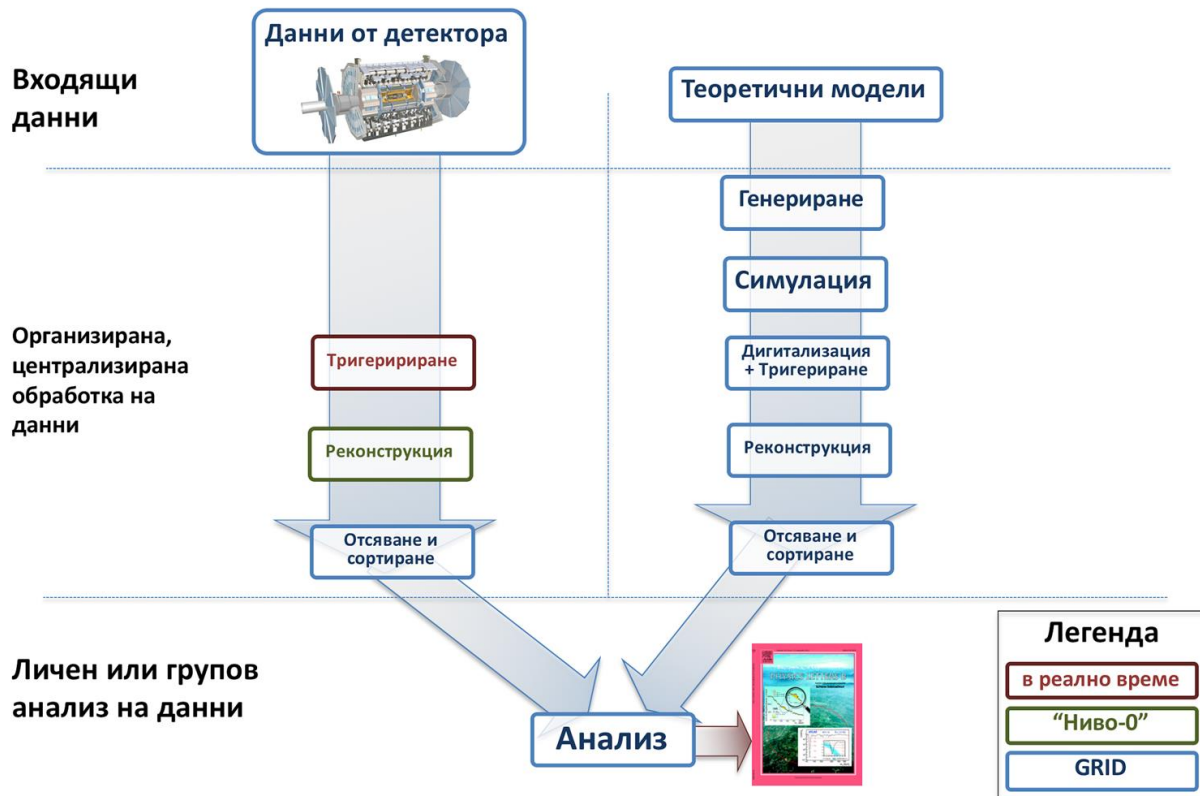 Данни от детектора
Входящи
данни
Теоретични модели
Генериране
Симулация
Организирана,
централизирана
обработка на
данни
Тригеририране
Дигитализация
+ Тригериране
Реконструкция
Реконструкция
Отсяване и
сортиране
Отсяване и
сортиране
Личен или групов
анализ на данни
Анализ
Легенда
в реално време
“Ниво-0”
GRID